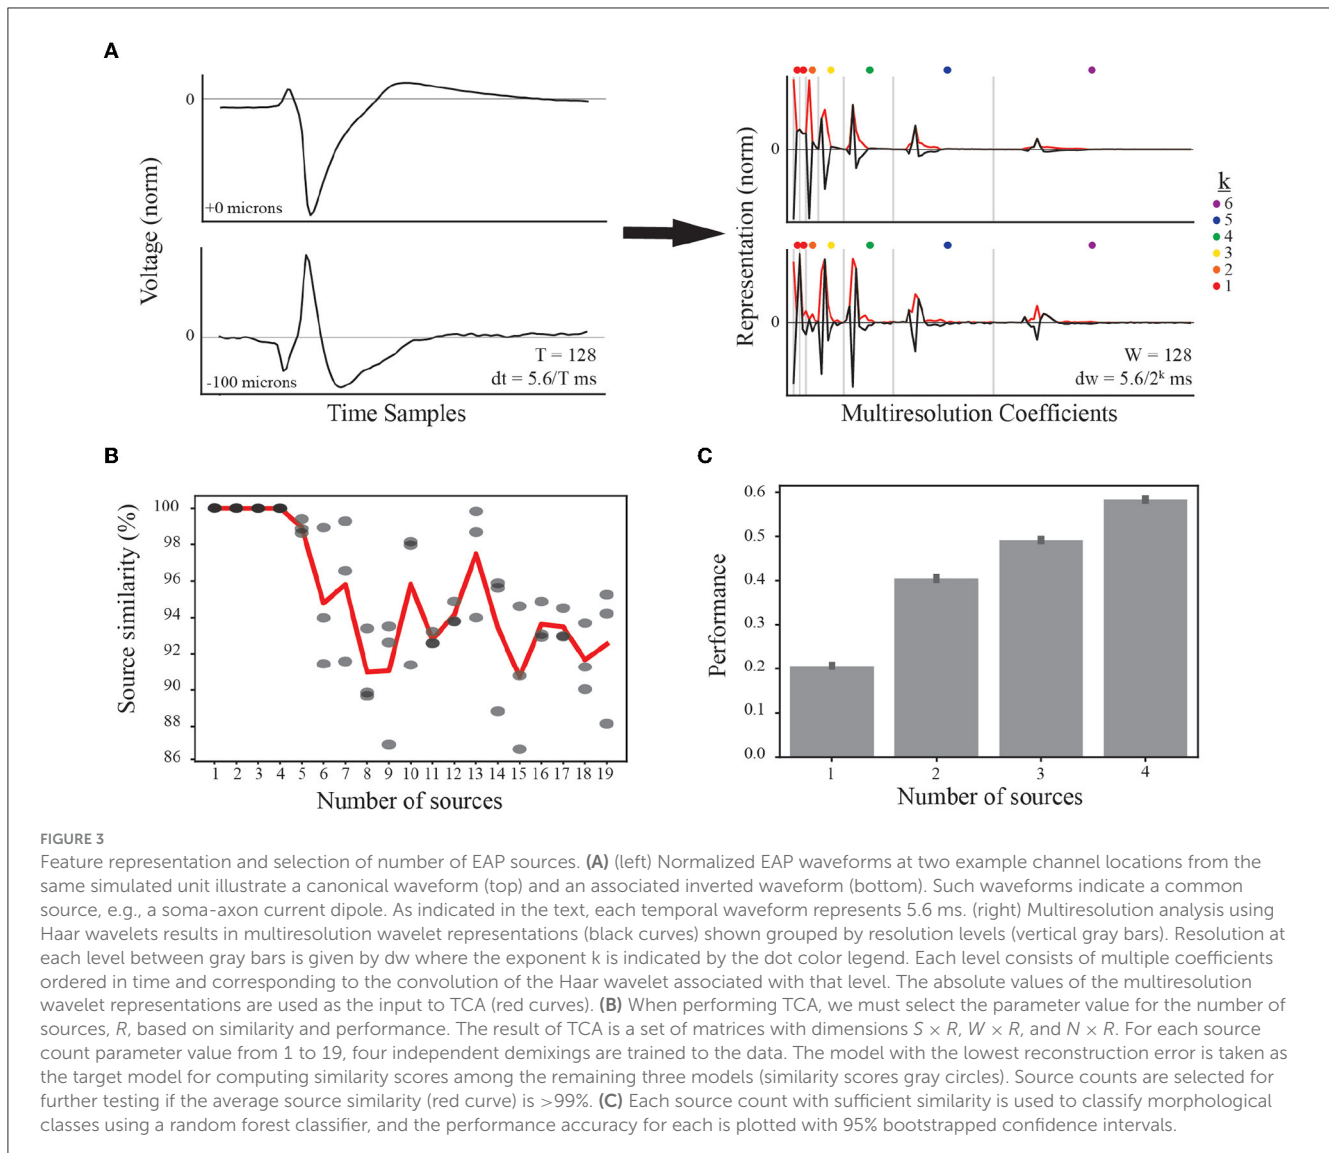 A
0
Voltage (norm)
+0 microns
0
-100 microns
T = 128
dt = 5.6/T ms
Time Samples
Representation (norm)
0
0
W = 128
dw = 5.6/2ᵏ ms
Multiresolution Coefficients
k
6
5
4
3
2
1
B
Source similarity (%)
100
98
96
94
92
90
88
86
1 2 3 4 5 6 7 8 9 10 11 12 13 14 15 16 17 18 19
Number of sources
C
Performance
0.6
0.5
0.4
0.3
0.2
0.1
0.0
1 2 3 4
Number of sources
FIGURE 3
Feature representation and selection of number of EAP sources. (A) (left) Normalized EAP waveforms at two example channel locations from the
same simulated unit illustrate a canonical waveform (top) and an associated inverted waveform (bottom). Such waveforms indicate a common
source, e.g., a soma-axon current dipole. As indicated in the text, each temporal waveform represents 5.6 ms. (right) Multiresolution analysis using
Haar wavelets results in multiresolution wavelet representations (black curves) shown grouped by resolution levels (vertical gray bars). Resolution at
each level between gray bars is given by dw where the exponent k is indicated by the dot color legend. Each level consists of multiple coefficients
ordered in time and corresponding to the convolution of the Haar wavelet associated with that level. The absolute values of the multiresolution
wavelet representations are used as the input to TCA (red curves). (B) When performing TCA, we must select the parameter value for the number of
sources, R, based on similarity and performance. The result of TCA is a set of matrices with dimensions S × R, W × R, and N × R. For each source
count parameter value from 1 to 19, four independent demixings are trained to the data. The model with the lowest reconstruction error is taken as
the target model for computing similarity scores among the remaining three models (similarity scores gray circles). Source counts are selected for
further testing if the average source similarity (red curve) is >99%. (C) Each source count with sufficient similarity is used to classify morphological
classes using a random forest classifier, and the performance accuracy for each is plotted with 95% bootstrapped confidence intervals.